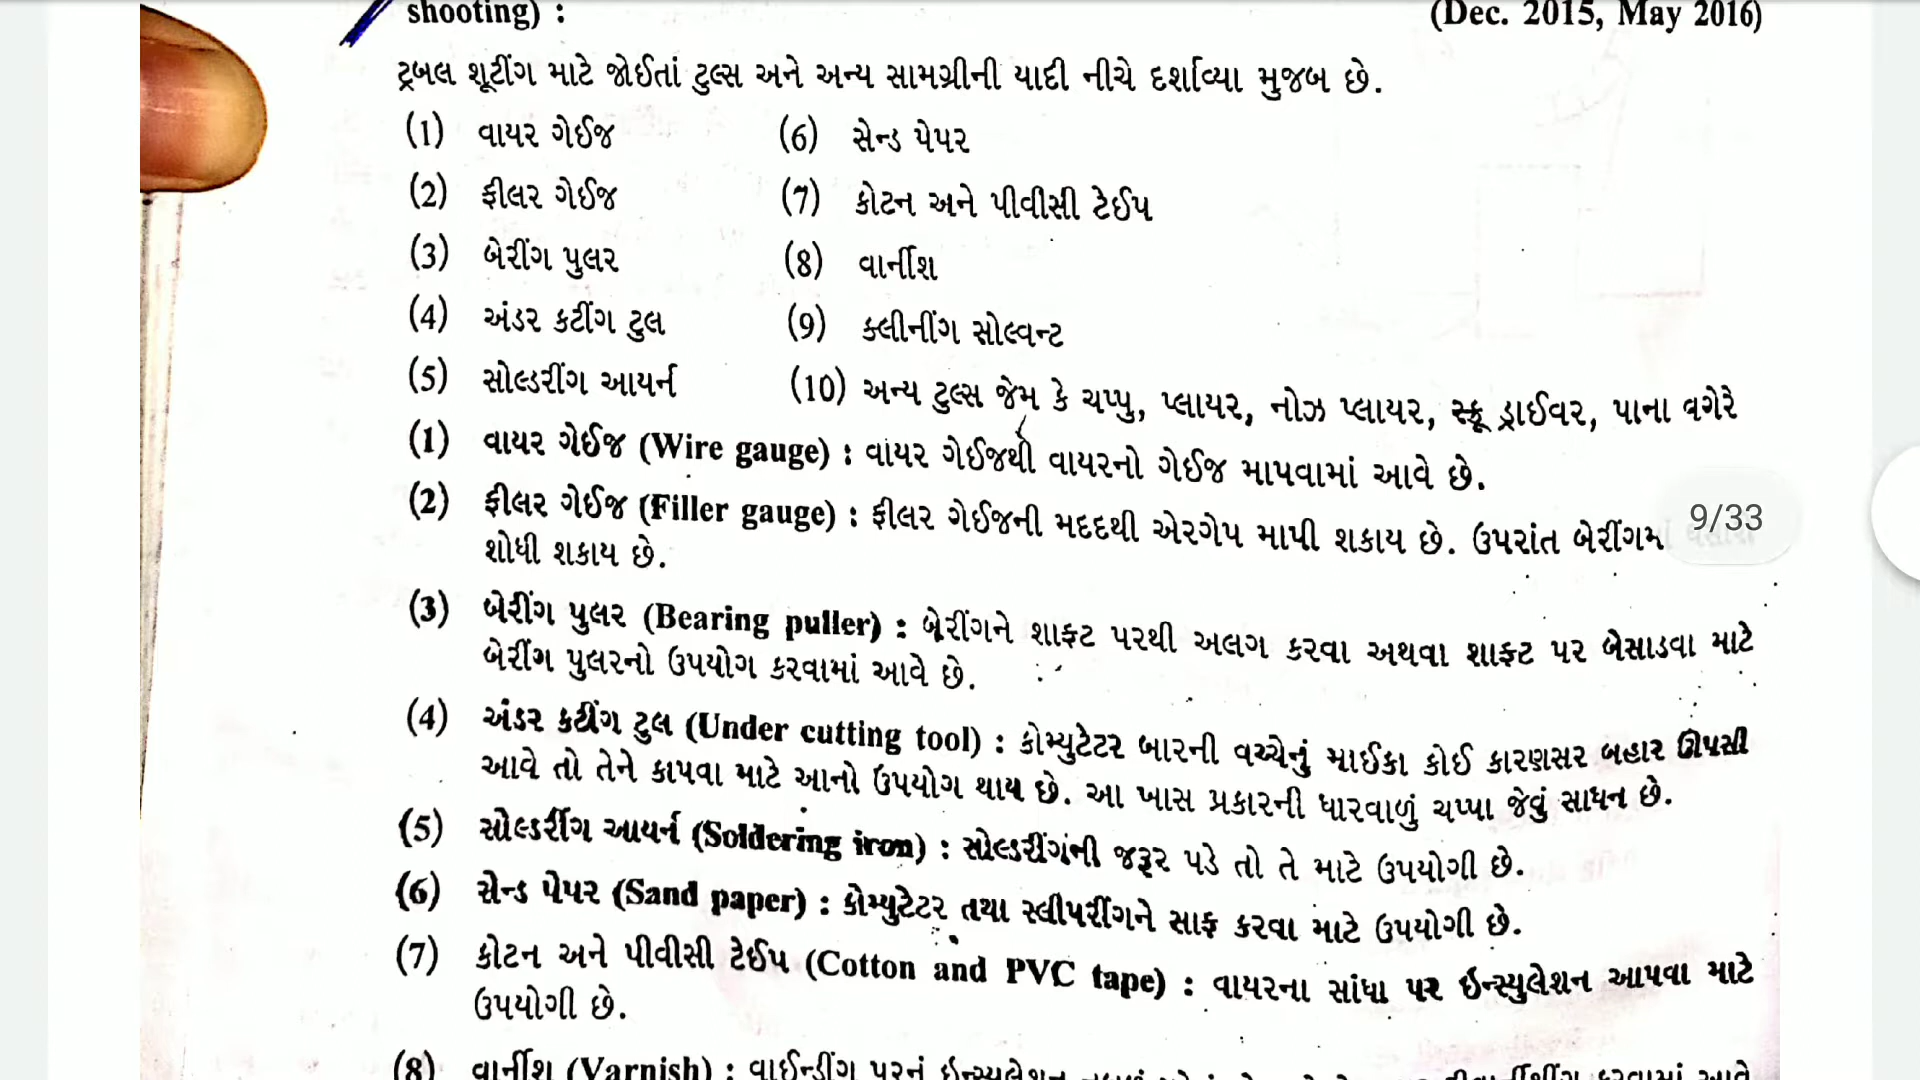 shooting) : (Dec. 2015, May 2016)
ટ્રબલ શૂટીંગ માટે જોઈતાં ટુલ્સ અને અન્ય સામગ્રીની યાદી નીચે દર્શાવ્યા મુજબ છે.
(1) વાયર ગેઈજ (6) સેન્ડ પેપર
(2) ફીલર ગેઈજ (7) કોટન અને પીવીસી ટેઈપ
(3) બેરીંગ પુલર (8) વાર્નીશ
(4) અંડર કટીંગ ટુલ (9) ક્લીનીંગ સોલ્વન્ટ
(5) સોલ્ડરીંગ આયર્ન (10) અન્ય ટુલ્સ જેમ કે ચપ્પુ, પ્લાયર, નોઝ પ્લાયર, સ્ક્રૂ ડ્રાઈવર, પાના વગેરે
(1) વાયર ગેઈજ (Wire gauge) : વાયર ગેઈજથી વાયરનો ગેઈજ માપવામાં આવે છે.
(2) ફીલર ગેઈજ (Filler gauge) : ફીલર ગેઈજની મદદથી એરગેપ માપી શકાય છે. ઉપરાંત બેરીંગમ
9/33
શોધી શકાય છે.
(3) બેરીંગ પુલર (Bearing puller) : બેરીંગને શાફ્ટ પરથી અલગ કરવા અથવા શાફ્ટ પર બેસાડવા માટે
બેરીંગ પુલરનો ઉપયોગ કરવામાં આવે છે.
(4) અંડર કટીંગ ટુલ (Under cutting tool) : કોમ્યુટેટર બારની વચ્ચેનું માઈકા કોઈ કારણસર બહાર ઊપસી
આવે તો તેને કાપવા માટે આનો ઉપયોગ થાય છે. આ ખાસ પ્રકારની ધારવાળું ચપ્પા જેવું સાધન છે.
(5) સોલ્ડરીંગ આયર્ન (Soldering iron) : સોલ્ડરીંગંની જરૂર પડે તો તે માટે ઉપયોગી છે.
(6) સેન્ડ પેપર (Sand paper) : કોમ્યુટેટર તથા સ્લીપરીંગને સાફ કરવા માટે ઉપયોગી છે.
(7) કોટન અને પીવીસી ટેઈપ (Cotton and PVC tape) : વાયરના સાંધા પર ઇન્સ્યુલેશન આપવા માટે
ઉપયોગી છે.
(8) વાર્નીશ (Varnish) : વાઈન્ડીંગ પરનું ઇન્સ્યુલેશન